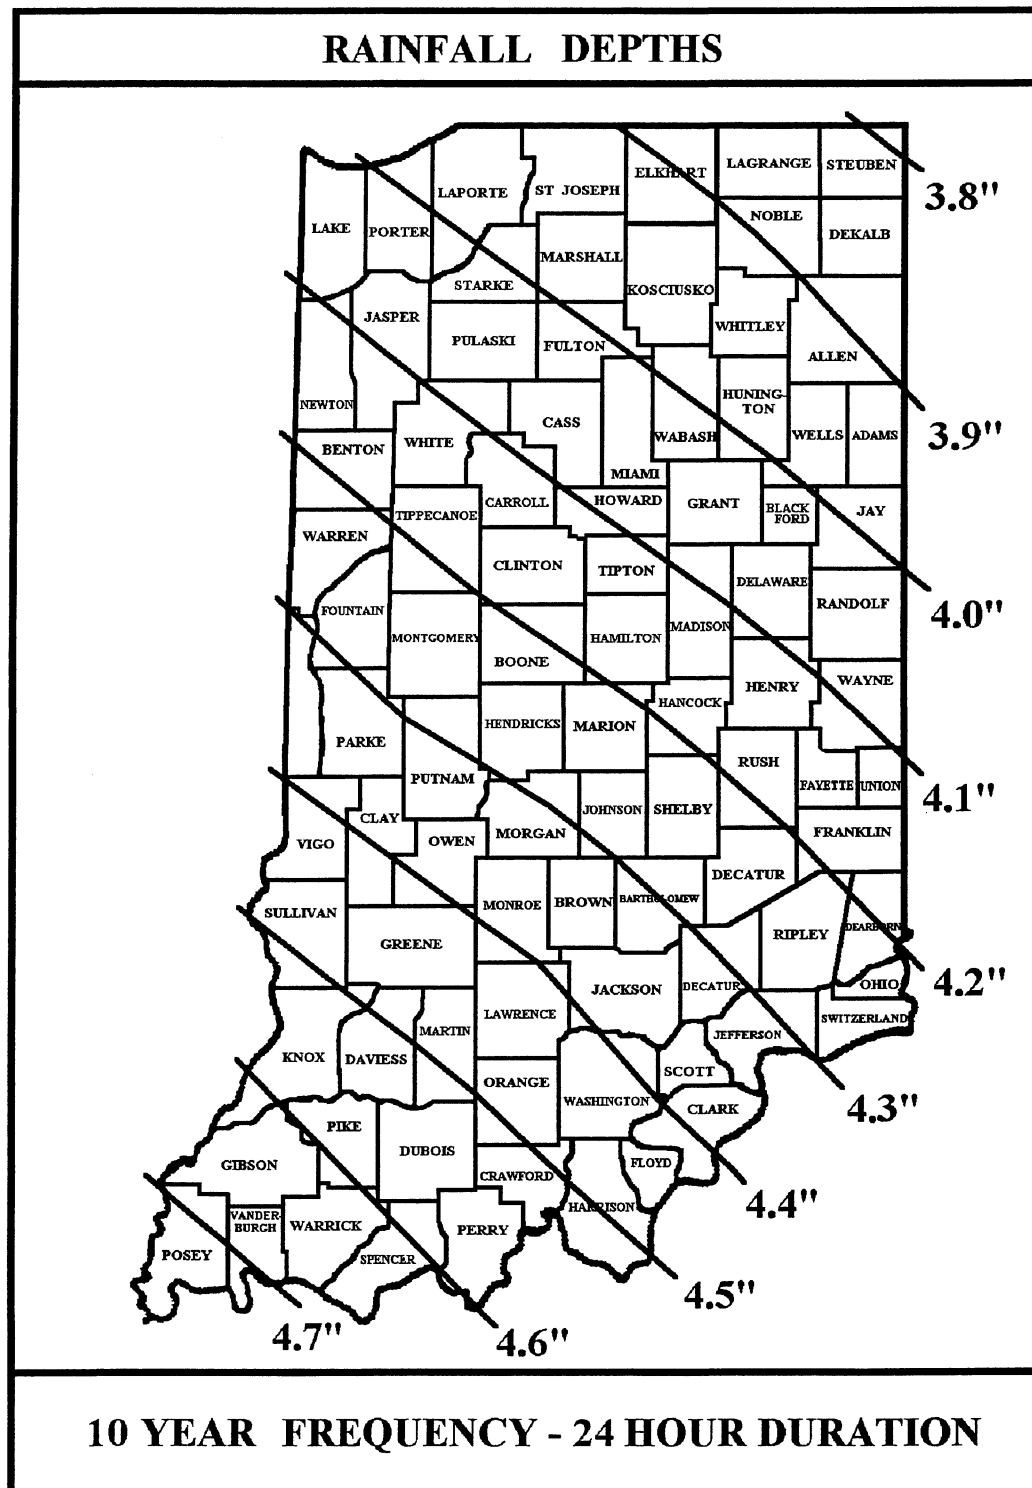 RAINFALL DEPTHS
LAGRANGE
STEUBEN
ELKHART
LAPORTE
ST JOSEPH
3.8"
NOBLE
LAKE
PORTER
DEKALB
MARSHALL
STARKE
KOSCIUSKO
JASPER
WHITLEY
PULASKI
FULTON
ALLEN
HUNING-
TON
NEWTON
CASS
3.9"
WHITE
WABASH
WELLS
ADAMS
BENTON
MIAMI
CARROLL
HOWARD
GRANT
BLACK
FORD
JAY
TIPPECANOE
WARREN
CLINTON
TIPTON
DELAWARE
4.0"
FOUNTAIN
RANDOLF
MONTGOMERY
HAMILTON
MADISON
BOONE
HENRY
WAYNE
HANCOCK
HENDRICKS
MARION
PARKE
RUSH
PUTNAM
FAYETTE
UNION
4.1"
CLAY
JOHNSON
SHELBY
VIGO
OWEN
MORGAN
FRANKLIN
DECATUR
SULLIVAN
MONROE
BROWN
BARTHOLOMEW
GREENE
RIPLEY
DEARBORN
JACKSON
DECATUR
OHIO
4.2"
LAWRENCE
SWITZERLAND
MARTIN
JEFFERSON
KNOX
DAVIESS
SCOTT
ORANGE
WASHINGTON
CLARK
4.3"
PIKE
DUBOIS
GIBSON
CRAWFORD
FLOYD
4.4"
HARRISON
VANDER-
BURGH
WARRICK
PERRY
POSEY
SPENCER
4.5"
4.7"
4.6"
10 YEAR FREQUENCY - 24 HOUR DURATION